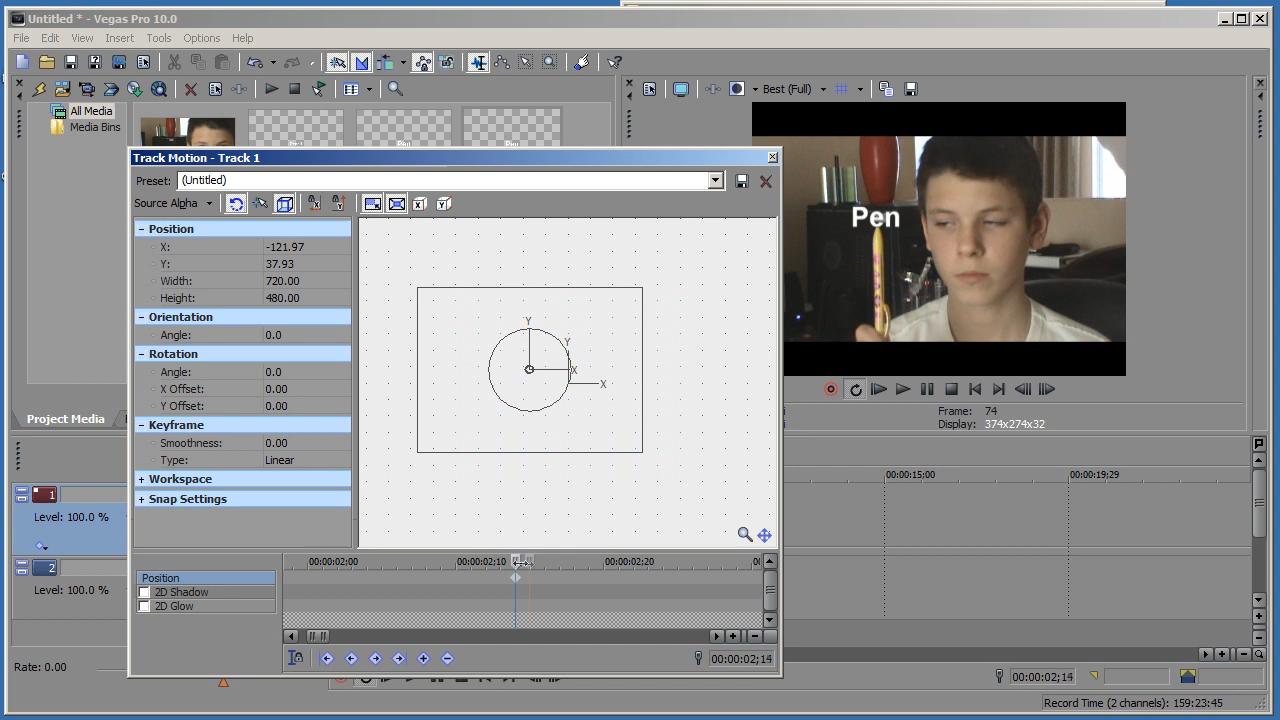 Untitled * - Vegas Pro 10.0
File Edit View Insert Tools Options Help
Best (Full)
All Media
Media Bins
Track Motion - Track 1
Preset: (Untitled)
Source Alpha
Position
X: -121.97
Y: 37.93
Width: 720.00
Height: 480.00
Orientation
Angle: 0.0
Rotation
Angle: 0.0
X Offset: 0.00
Y Offset: 0.00
Keyframe
Smoothness: 0.00
Type: Linear
Workspace
Snap Settings
Y
Y
X
X
Pen
Project Media
Frame: 74
Display: 374x274x32
00:00:15;00 00:00:19;29
1
Level: 100.0 %
2
Level: 100.0 %
00:00:02;00 00:00:02;10 00:00:02;20
Position
2D Shadow
2D Glow
00:00:02;14
Rate: 0.00
00:00:02;14
Record Time (2 channels): 159:23:45